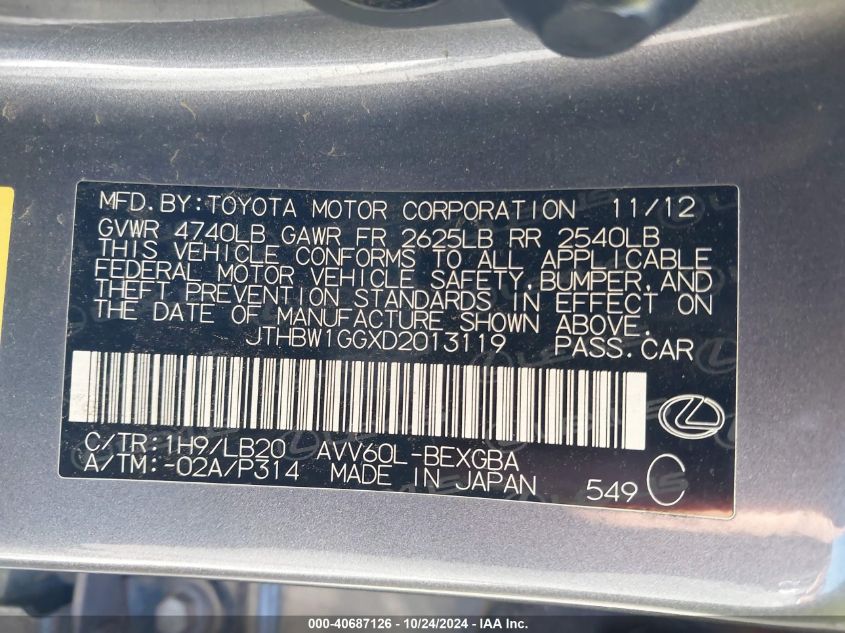 MFD. BY: TOYOTA MOTOR CORPORATION 11/12
GVWR 4740LB GAWR FR 2625LB RR 2540LB
THIS VEHICLE CONFORMS TO ALL APPLICABLE
FEDERAL MOTOR VEHICLE SAFETY, BUMPER, AND
THEFT PREVENTION STANDARDS IN EFFECT ON
THE DATE OF MANUFACTURE SHOWN ABOVE.
JTHBW1GGXD2013119 PASS. CAR
C/TR: 1H9/LB20 AVV60L-BEXGBA
A/TM: -02A/P314 MADE IN JAPAN
549 C
000-40687126 - 10/24/2024 - IAA Inc.